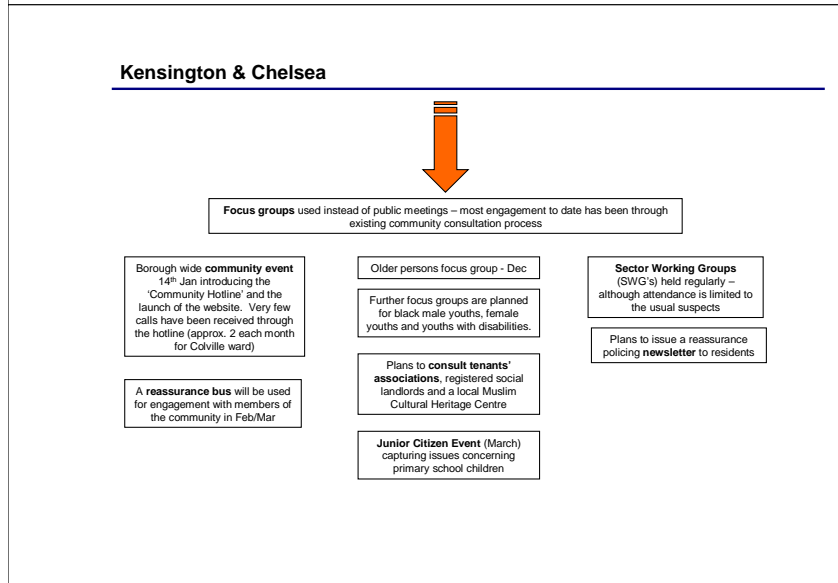 Kensington & Chelsea
Focus groups used instead of public meetings – most engagement to date has been through
existing community consultation process
Borough wide community event
14th Jan introducing the
'Community Hotline' and the
launch of the website.  Very few
calls have been received through
the hotline (approx. 2 each month
for Colville ward)
A reassurance bus will be used
for engagement with members of
the community in Feb/Mar
Older persons focus group - Dec
Further focus groups are planned
for black male youths, female
youths and youths with disabilities.
Plans to consult tenants'
associations, registered social
landlords and a local Muslim
Cultural Heritage Centre
Junior Citizen Event (March)
capturing issues concerning
primary school children
Sector Working Groups
(SWG's) held regularly –
although attendance is limited to
the usual suspects
Plans to issue a reassurance
policing newsletter to residents